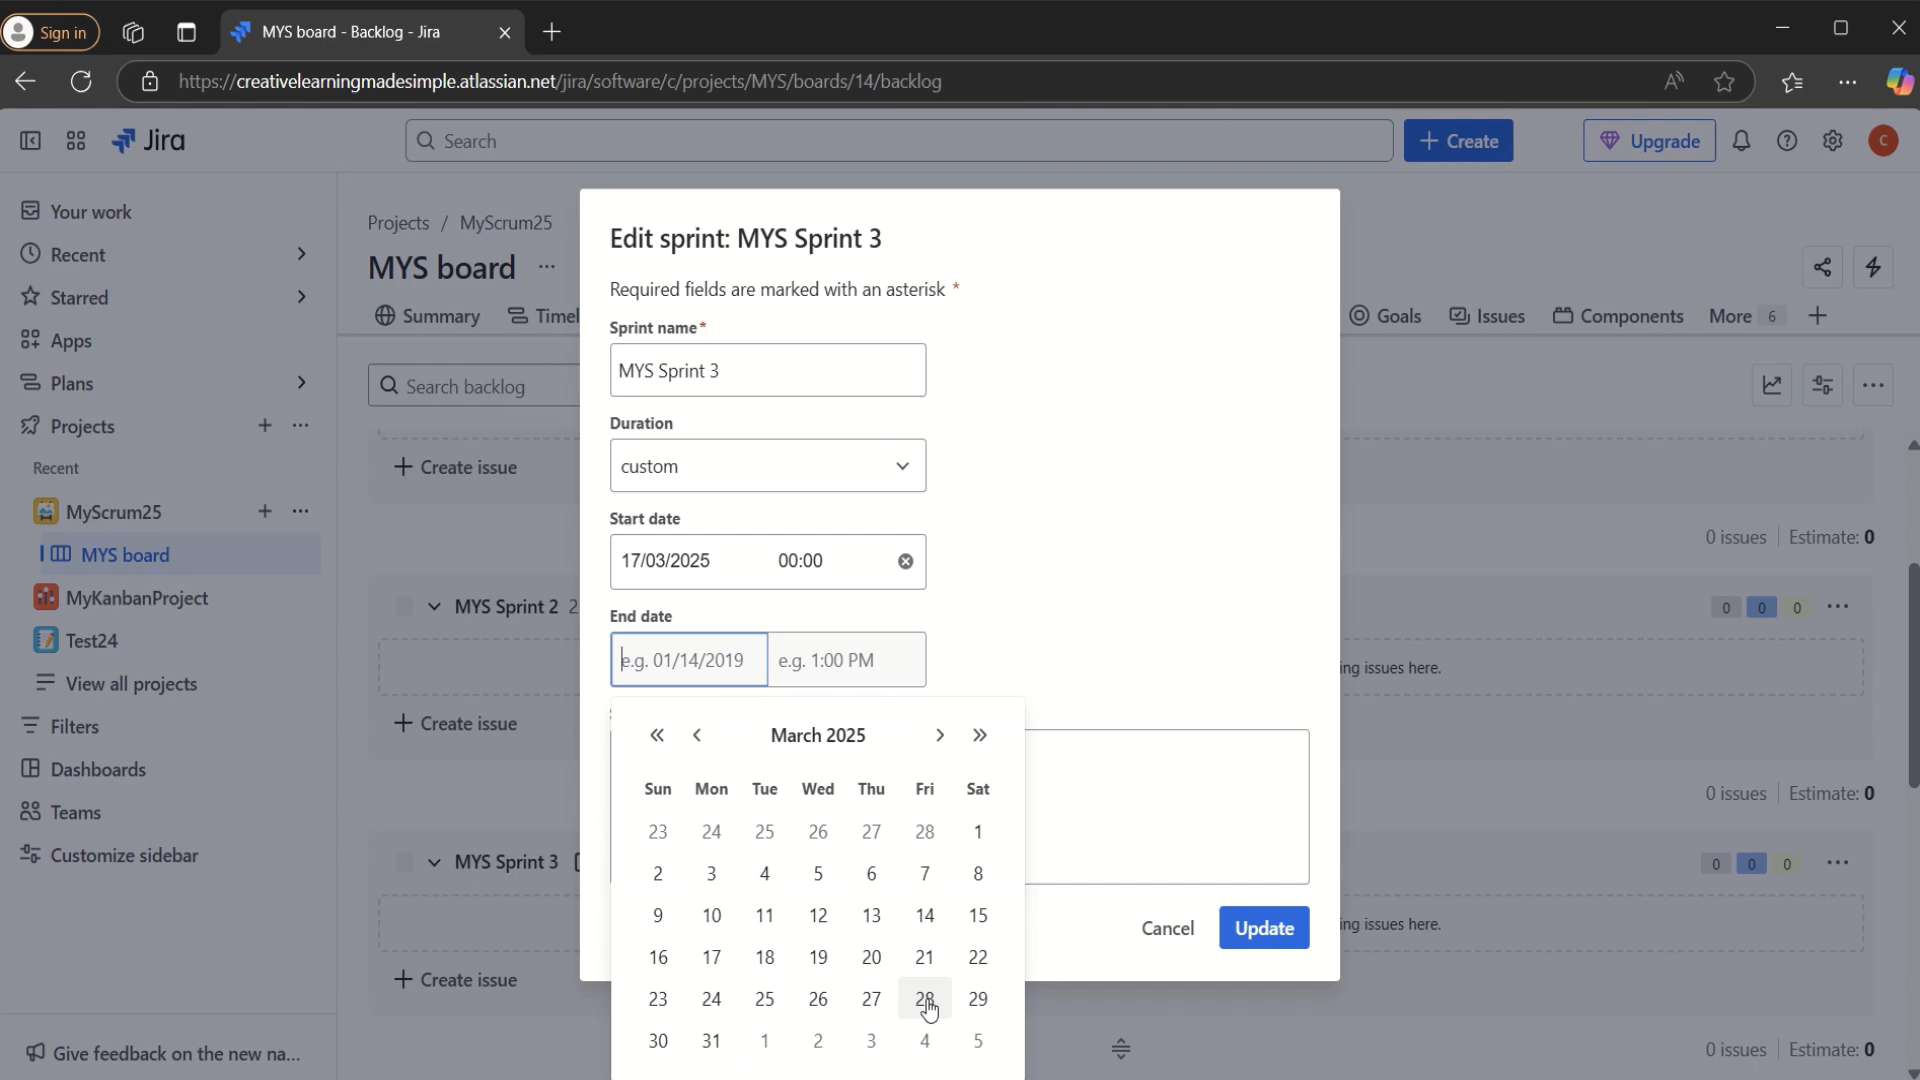 Sign in
MYS board - Backlog - Jira
https://creativelearningmadesimple.atlassian.net/jira/software/c/projects/MYS/boards/14/backlog
Jira
Search
+ Create
Upgrade
C
Your work
Recent
Starred
Apps
Plans
Projects
Recent
MyScrum25
MYS board
MyKanbanProject
Test24
View all projects
Filters
Dashboards
Teams
Customize sidebar
Give feedback on the new na...
Projects / MyScrum25
MYS board
Summary
Timel
Goals
Issues
Components
More 6
Search backlog
+ Create issue
0 issues Estimate: 0
MYS Sprint 2 2
0 0 0
ing issues here.
+ Create issue
0 issues Estimate: 0
MYS Sprint 3
0 0 0
ing issues here.
+ Create issue
0 issues Estimate: 0
Edit sprint: MYS Sprint 3
Required fields are marked with an asterisk *
Sprint name*
MYS Sprint 3
Duration
custom
Start date
17/03/2025 00:00
End date
e.g. 01/14/2019 e.g. 1:00 PM
March 2025
Sun Mon Tue Wed Thu Fri Sat
23 24 25 26 27 28 1
2 3 4 5 6 7 8
9 10 11 12 13 14 15
16 17 18 19 20 21 22
23 24 25 26 27 28 29
30 31 1 2 3 4 5
Cancel
Update